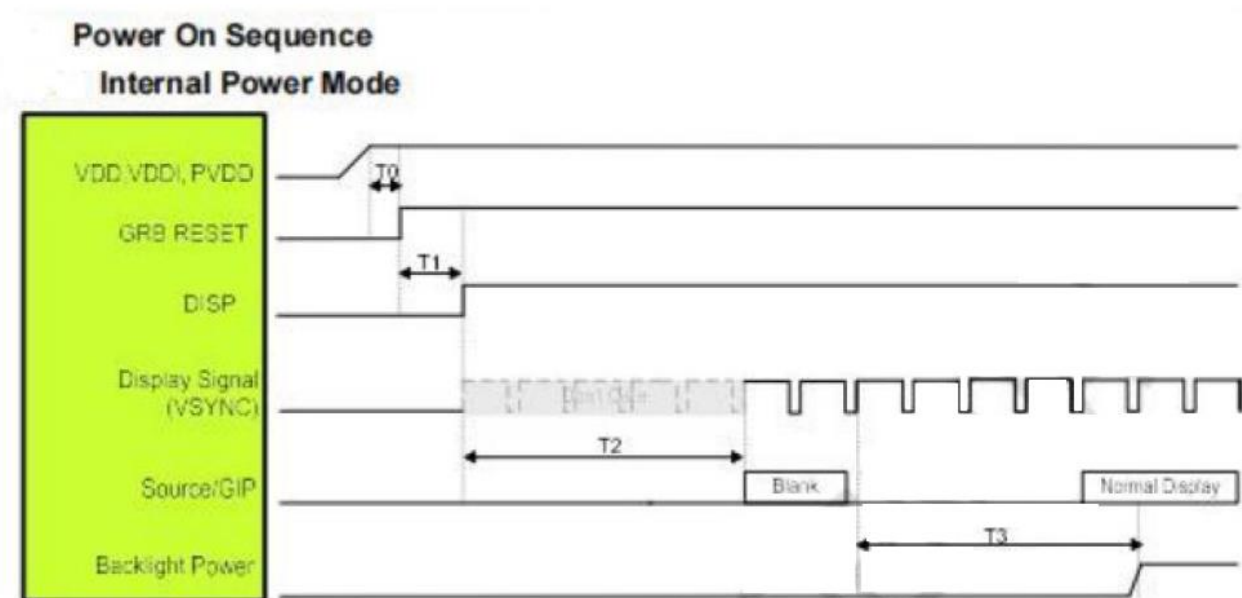 Power On Sequence
Internal Power Mode
VDD,VDDI, PVDD
T0
GRB RESET
T1
DISP
Display Signal
(VSYNC)
T2
Source/GIP
Blank
Normal Display
T3
Backlight Power